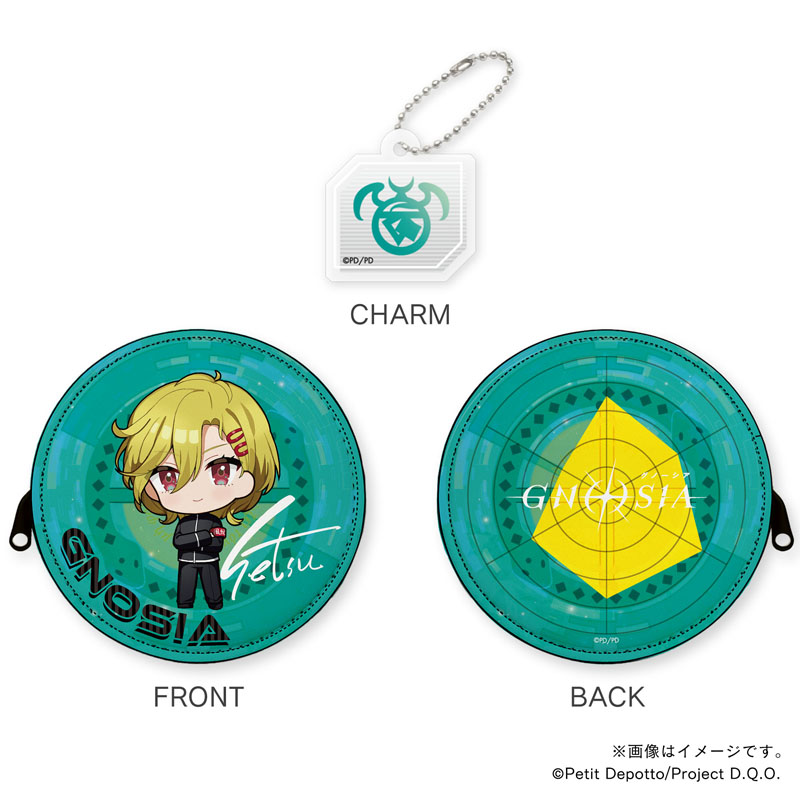 ©PD/PD
CHARM
GNOSIA
Setsu
グノーシア
GNOSIA
©PD/PD
FRONT
BACK
※画像はイメージです。
©Petit Depotto/Project D.Q.O.